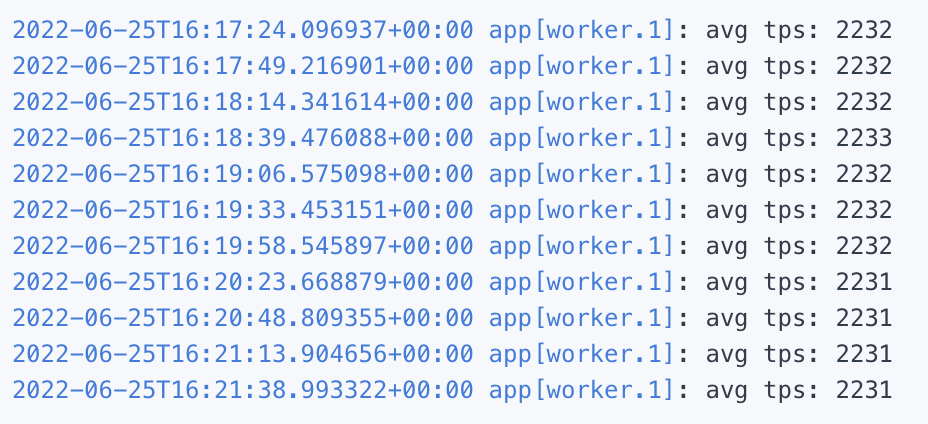 2022-06-25T16:17:24.096937+00:00 app[worker.1]: avg tps: 2232
2022-06-25T16:17:49.216901+00:00 app[worker.1]: avg tps: 2232
2022-06-25T16:18:14.341614+00:00 app[worker.1]: avg tps: 2232
2022-06-25T16:18:39.476088+00:00 app[worker.1]: avg tps: 2233
2022-06-25T16:19:06.575098+00:00 app[worker.1]: avg tps: 2232
2022-06-25T16:19:33.453151+00:00 app[worker.1]: avg tps: 2232
2022-06-25T16:19:58.545897+00:00 app[worker.1]: avg tps: 2232
2022-06-25T16:20:23.668879+00:00 app[worker.1]: avg tps: 2231
2022-06-25T16:20:48.809355+00:00 app[worker.1]: avg tps: 2231
2022-06-25T16:21:13.904656+00:00 app[worker.1]: avg tps: 2231
2022-06-25T16:21:38.993322+00:00 app[worker.1]: avg tps: 2231